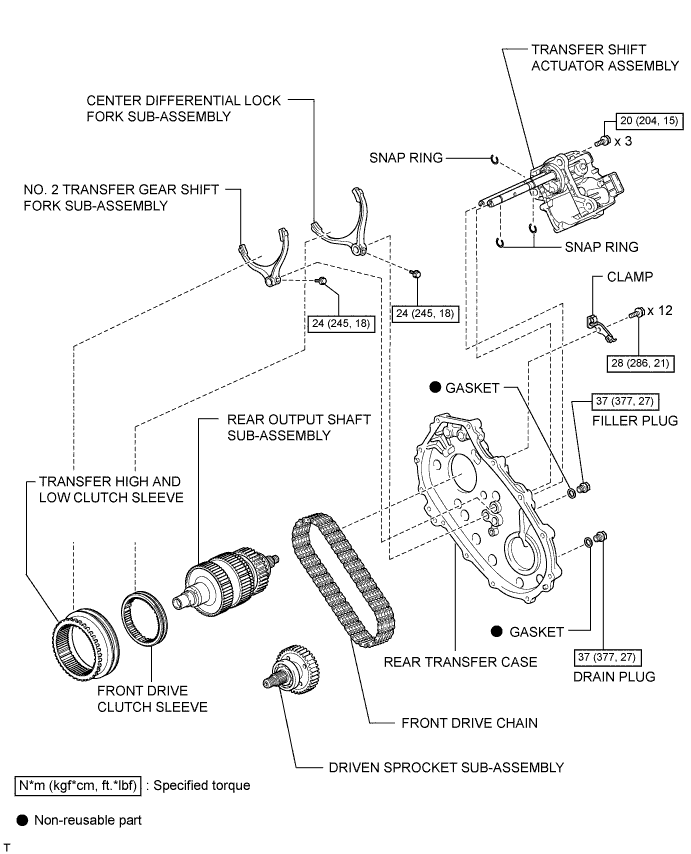 TRANSFER SHIFT
ACTUATOR ASSEMBLY
CENTER DIFFERENTIAL LOCK
FORK SUB-ASSEMBLY
20 (204, 15)
x 3
SNAP RING
NO. 2 TRANSFER GEAR SHIFT
FORK SUB-ASSEMBLY
SNAP RING
CLAMP
24 (245, 18)
24 (245, 18)
x 12
28 (286, 21)
GASKET
37 (377, 27)
FILLER PLUG
REAR OUTPUT SHAFT
SUB-ASSEMBLY
TRANSFER HIGH AND
LOW CLUTCH SLEEVE
GASKET
REAR TRANSFER CASE
37 (377, 27)
DRAIN PLUG
FRONT DRIVE
CLUTCH SLEEVE
FRONT DRIVE CHAIN
DRIVEN SPROCKET SUB-ASSEMBLY
N*m (kgf*cm, ft.*lbf) : Specified torque
Non-reusable part
T